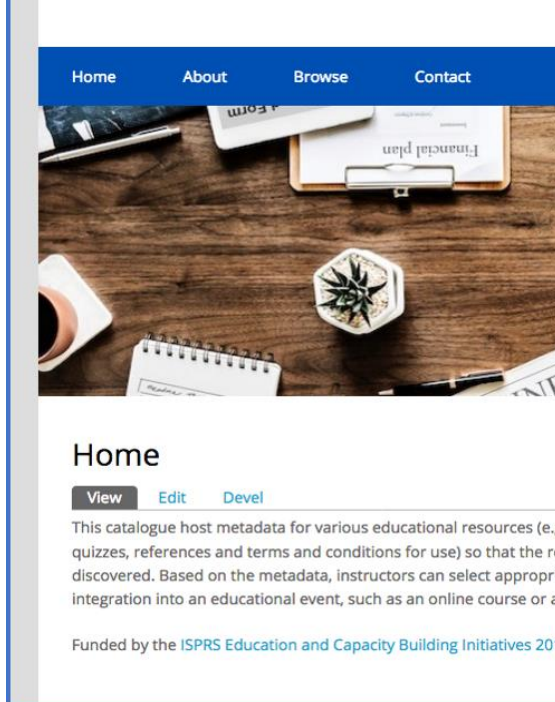 Home About Browse Contact
Form
Financial plan
Home
View Edit Devel
This catalogue host metadata for various educational resources (e.
quizzes, references and terms and conditions for use) so that the r
discovered. Based on the metadata, instructors can select appropr
integration into an educational event, such as an online course or a
Funded by the ISPRS Education and Capacity Building Initiatives 20